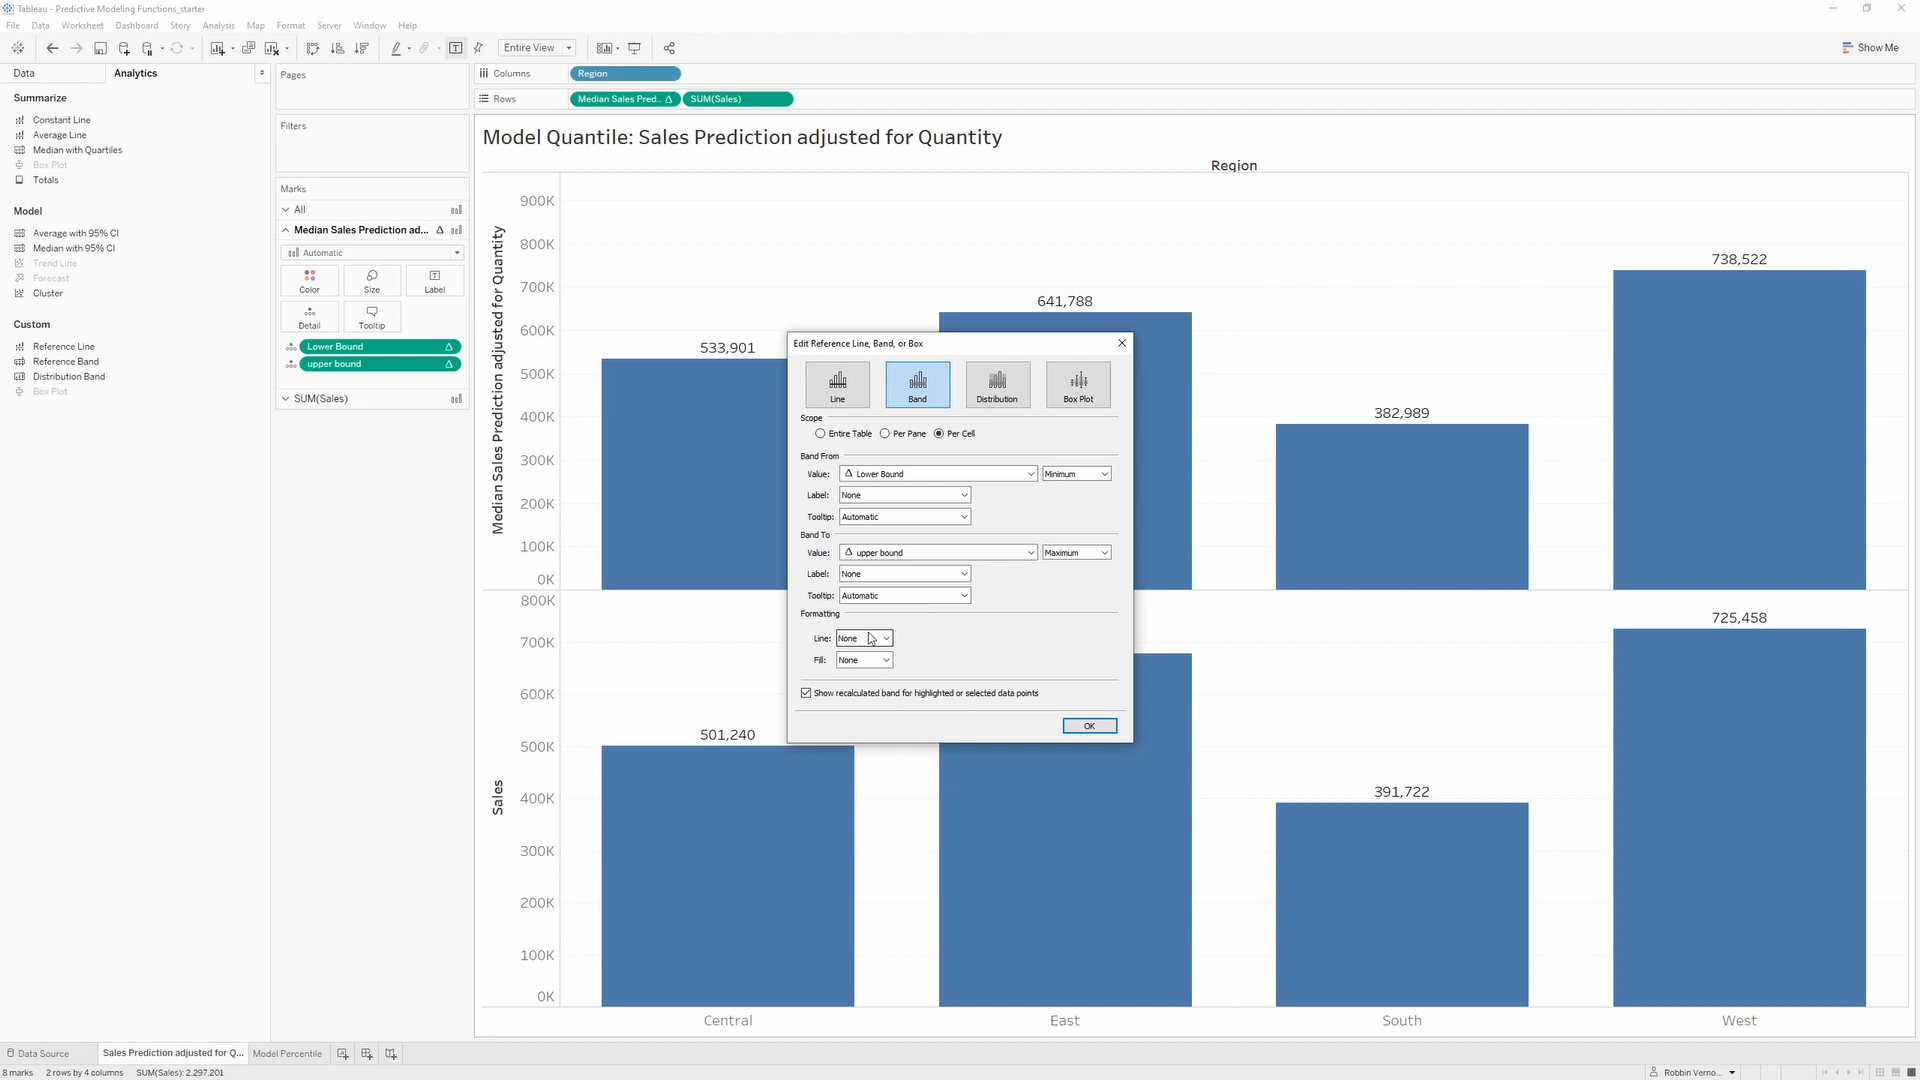 Tableau - Predictive Modeling Functions_starter
File Data Worksheet Dashboard Story Analysis Map Format Server Window Help
Entire View
Show Me
Data
Analytics
Summarize
Constant Line
Average Line
Median with Quartiles
Box Plot
Totals
Model
Average with 95% CI
Median with 95% CI
Trend Line
Forecast
Cluster
Custom
Reference Line
Reference Band
Distribution Band
Box Plot
Pages
Filters
Marks
All
Median Sales Prediction ad...
Automatic
Color Size Label
Detail Tooltip
Lower Bound
upper bound
SUM(Sales)
Columns Region
Rows Median Sales Pred.. SUM(Sales)
Model Quantile: Sales Prediction adjusted for Quantity
Region
Median Sales Prediction adjusted for Quantity
900K
800K
700K
600K
500K
400K
300K
200K
100K
0K
533,901
641,788
382,989
738,522
Sales
800K
700K
600K
500K
400K
300K
200K
100K
0K
501,240
391,722
725,458
Central East South West
Edit Reference Line, Band, or Box
Line Band Distribution Box Plot
Scope
Entire Table Per Pane Per Cell
Band From
Value: Lower Bound Minimum
Label: None
Tooltip: Automatic
Band To
Value: upper bound Maximum
Label: None
Tooltip: Automatic
Formatting
Line: None
Fill: None
Show recalculated band for highlighted or selected data points
OK
Data Source Sales Prediction adjusted for Q... Model Percentile
8 marks 2 rows by 4 columns SUM(Sales): 2,297,201
Robbin Verno...